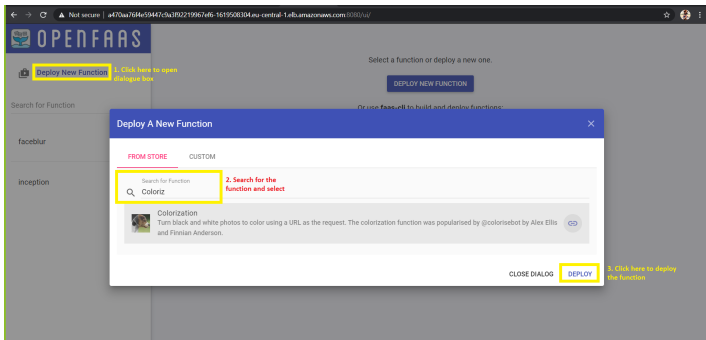 Not secure | a470aa76f4e59447c9a3f92219967ef6-1619508304.eu-central-1.elb.amazonaws.com:8080/ui/
OPENFAAS
Deploy New Function
1. Click here to open
dialogue box
Search for Function
faceblur
inception
Select a function or deploy a new one.
DEPLOY NEW FUNCTION
Or use faas-cli to build and deploy functions:
Deploy A New Function
FROM STORE CUSTOM
Search for Function
Coloriz
2. Search for the
function and select
Colorization
Turn black and white photos to color using a URL as the request. The colorization function was popularised by @colorisebot by Alex Ellis
and Finnian Anderson.
CLOSE DIALOG DEPLOY
3. Click here to deploy
the function